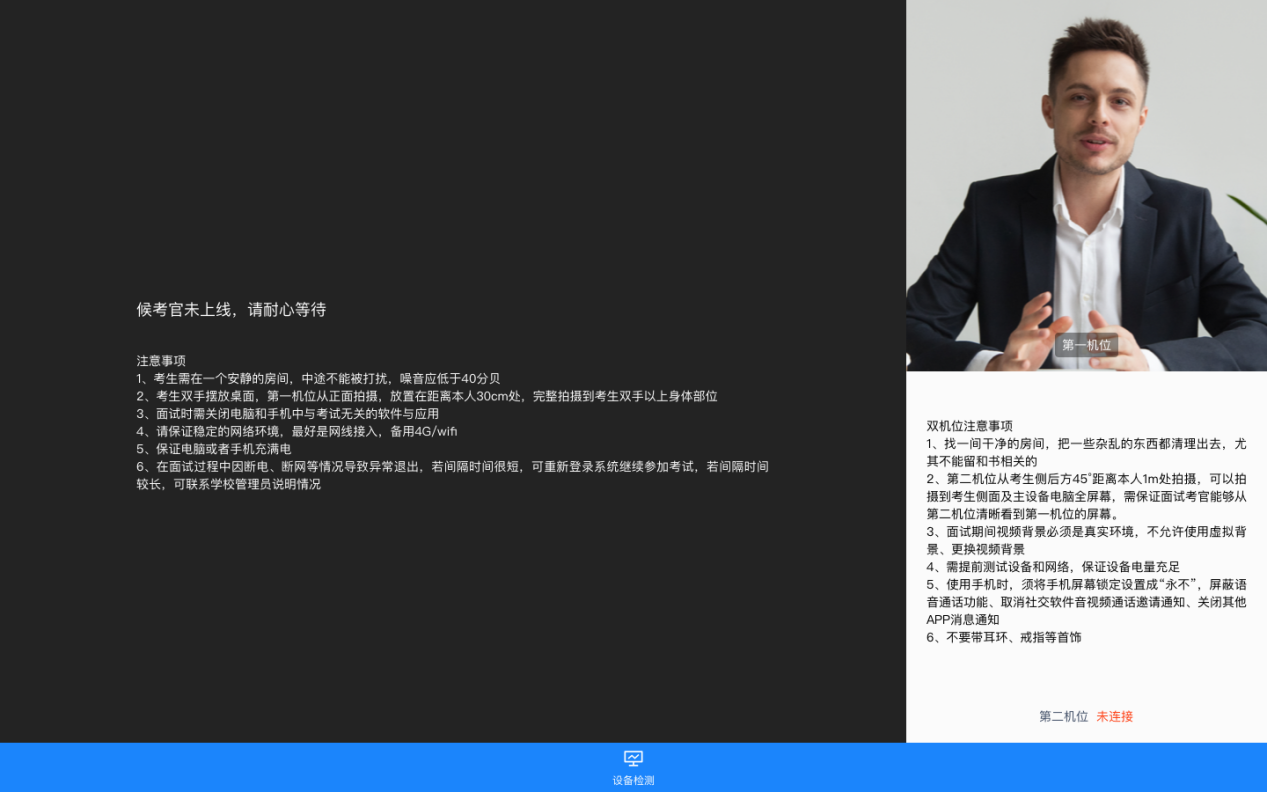 候考官未上线，请耐心等待
注意事项
1、考生需在一个安静的房间，中途不能被打扰，噪音应低于40分贝
2、考生双手摆放桌面，第一机位从正面拍摄，放置在距离本人30cm处，完整拍摄到考生双手以上身体部位
3、面试时需关闭电脑和手机中与考试无关的软件与应用
4、请保证稳定的网络环境，最好是网线接入，备用4G/wifi
5、保证电脑或者手机充满电
6、在面试过程中因断电、断网等情况导致异常退出，若间隔时间很短，可重新登录系统继续参加考试，若间隔时间
较长，可联系学校管理员说明情况
第一机位
双机位注意事项
1、找一间干净的房间，把一些杂乱的东西都清理出去，尤
其不能留和书相关的
2、第二机位从考生侧后方45°距离本人1m处拍摄，可以拍
摄到考生侧面及主设备电脑全屏幕，需保证面试考官能够从
第二机位清晰看到第一机位的屏幕。
3、面试期间视频背景必须是真实环境，不允许使用虚拟背
景、更换视频背景
4、需提前测试设备和网络，保证设备电量充足
5、使用手机时，须将手机屏幕锁定设置成“永不”，屏蔽语
音通话功能、取消社交软件音视频通话邀请通知、关闭其他
APP消息通知
6、不要带耳环、戒指等首饰
第二机位 未连接
设备检测